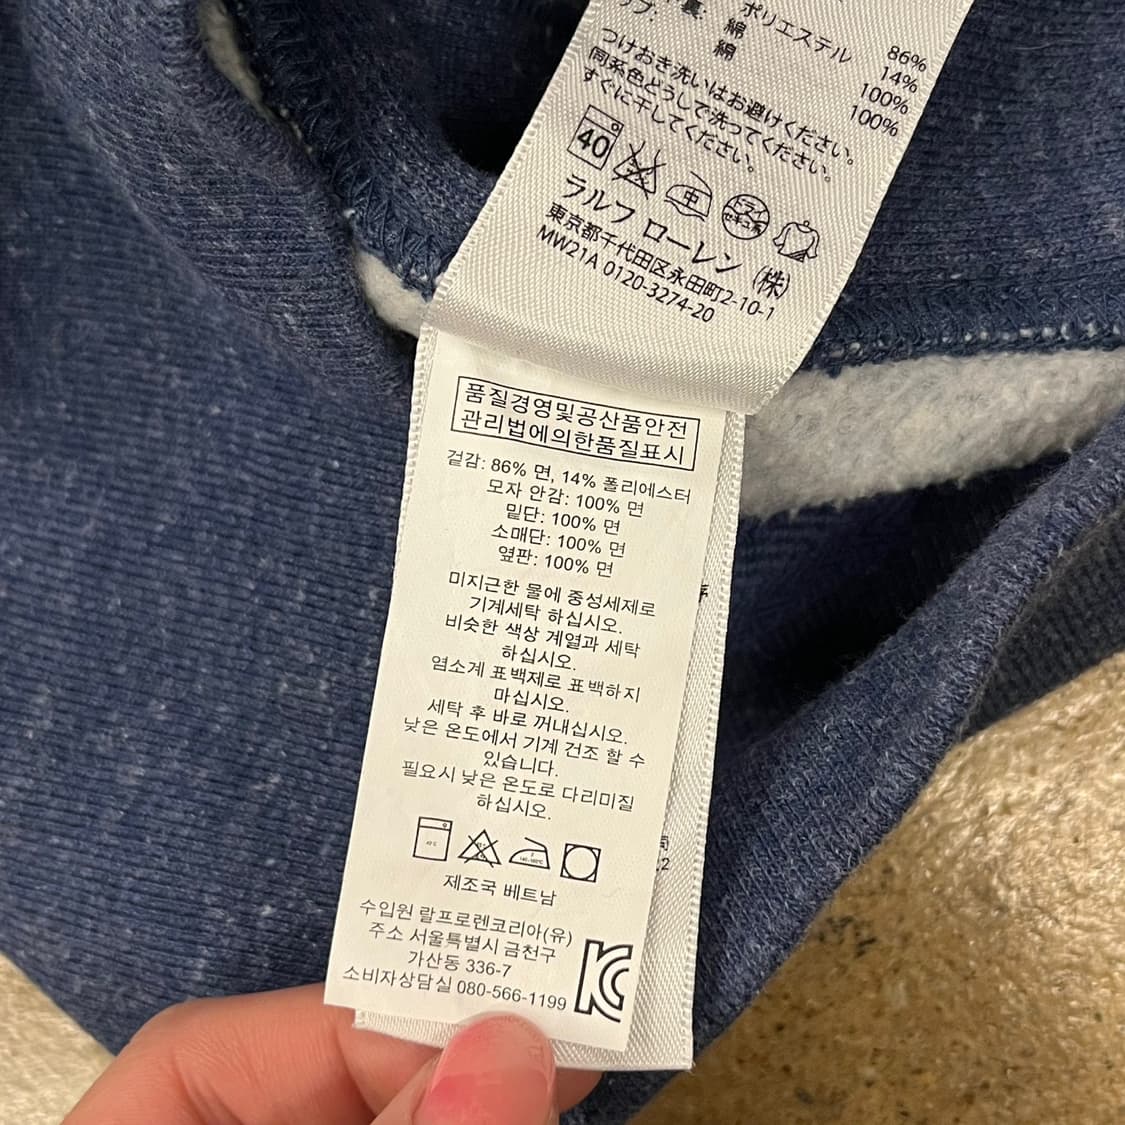 裏: ポリエステル 86%
綿 14%
綿 100%
100%
つけおき洗いはお避けください。
同系色どうしで洗ってください。
すぐに干してください。
40 中 ドライ セキユ系
ラルフ ローレン (株)
東京都千代田区永田町2-10-1
MW21A 0120-3274-20
품질경영및공산품안전
관리법에의한품질표시
겉감: 86% 면, 14% 폴리에스터
모자 안감: 100% 면
밑단: 100% 면
소매단: 100% 면
옆판: 100% 면
미지근한 물에 중성세제로
기계세탁 하십시오.
비슷한 색상 계열과 세탁
하십시오.
염소계 표백제로 표백하지
마십시오.
세탁 후 바로 꺼내십시오.
낮은 온도에서 기계 건조 할 수
있습니다.
필요시 낮은 온도로 다리미질
하십시오.
제조국 베트남
수입원 랄프로렌코리아(유)
주소 서울특별시 금천구
가산동 336-7
소비자상담실 080-566-1199
KC